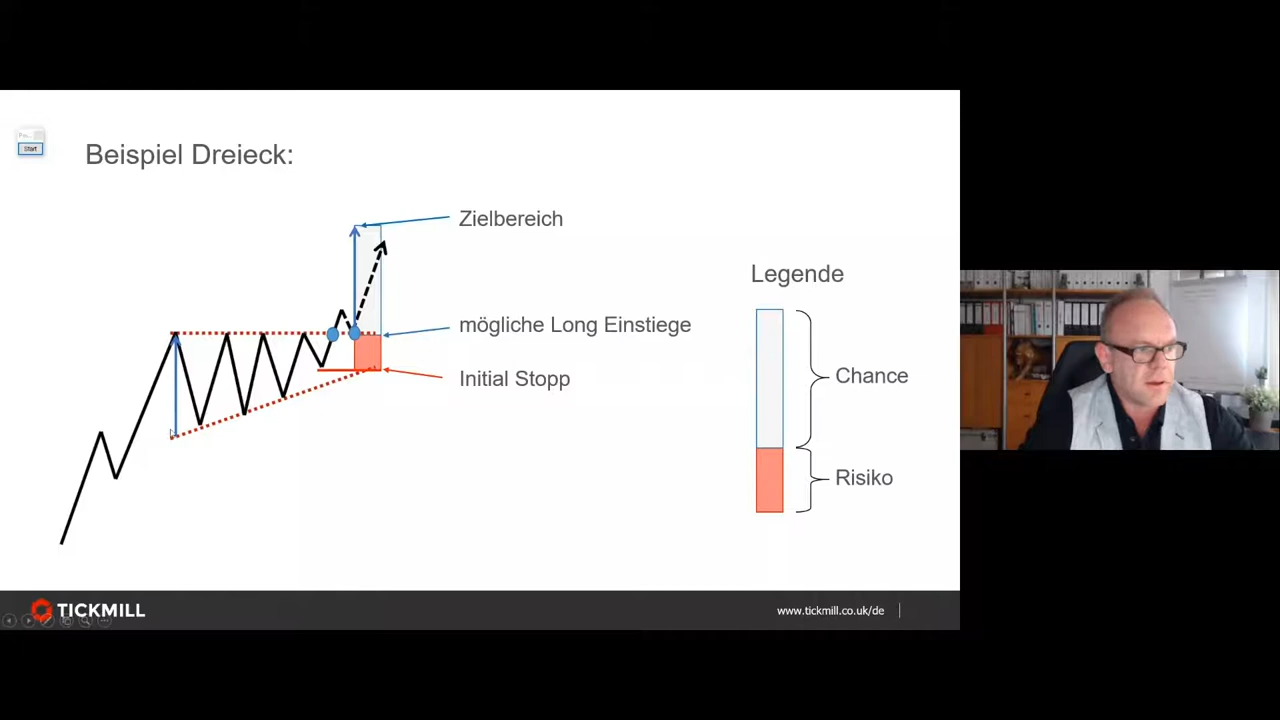 Start
Beispiel Dreieck:
Zielbereich
Legende
mögliche Long Einstiege
Initial Stopp
Chance
Risiko
TICKMILL
www.tickmill.co.uk/de